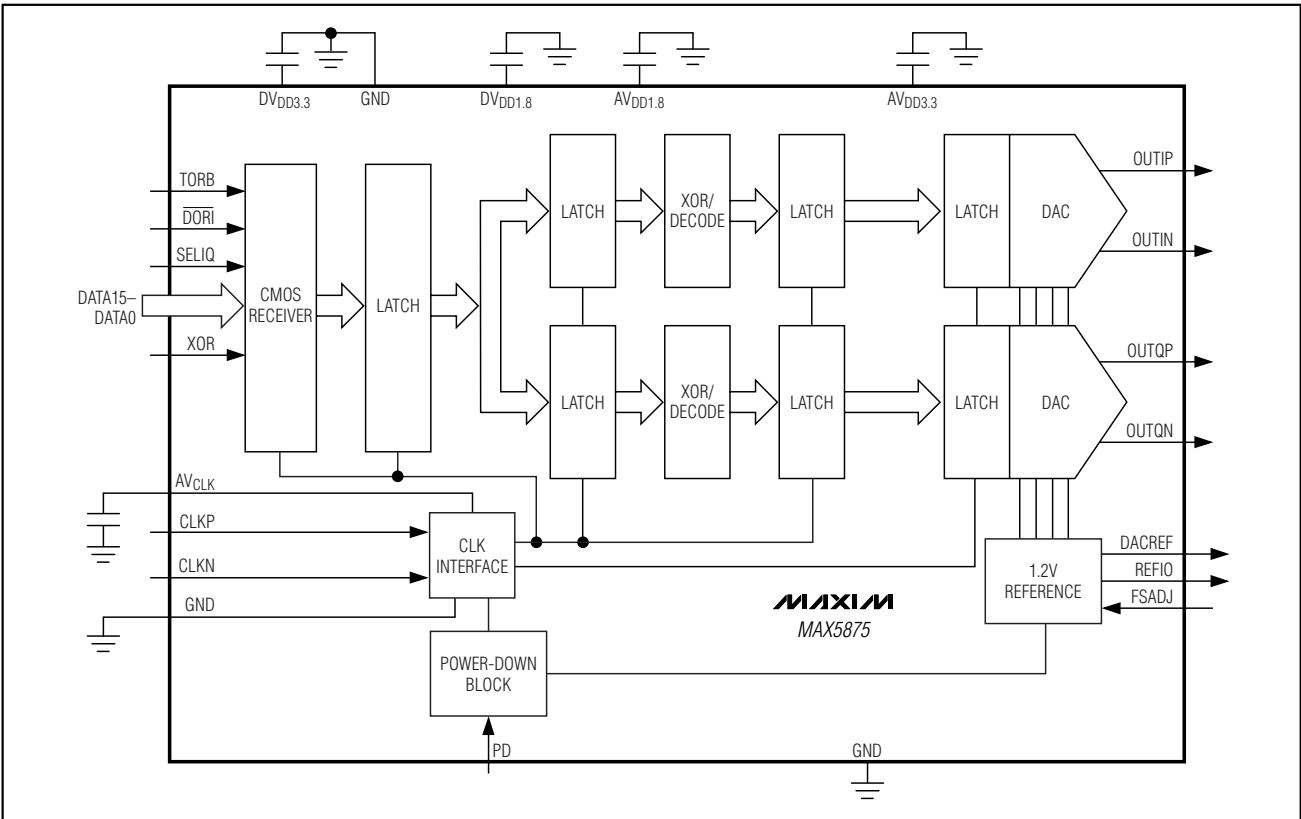 DVDD3.3 GND DVDD1.8 AVDD1.8 AVDD3.3
TORB
DORI
SELIQ
DATA15–
DATA0
XOR
CMOS
RECEIVER
LATCH
LATCH
XOR/
DECODE
LATCH
LATCH
DAC
OUTIP
OUTIN
LATCH
XOR/
DECODE
LATCH
LATCH
DAC
OUTQP
OUTQN
AVCLK
CLKP
CLKN
GND
CLK
INTERFACE
1.2V
REFERENCE
DACREF
REFIO
FSADJ
MAXIM
MAX5875
POWER-DOWN
BLOCK
PD
GND